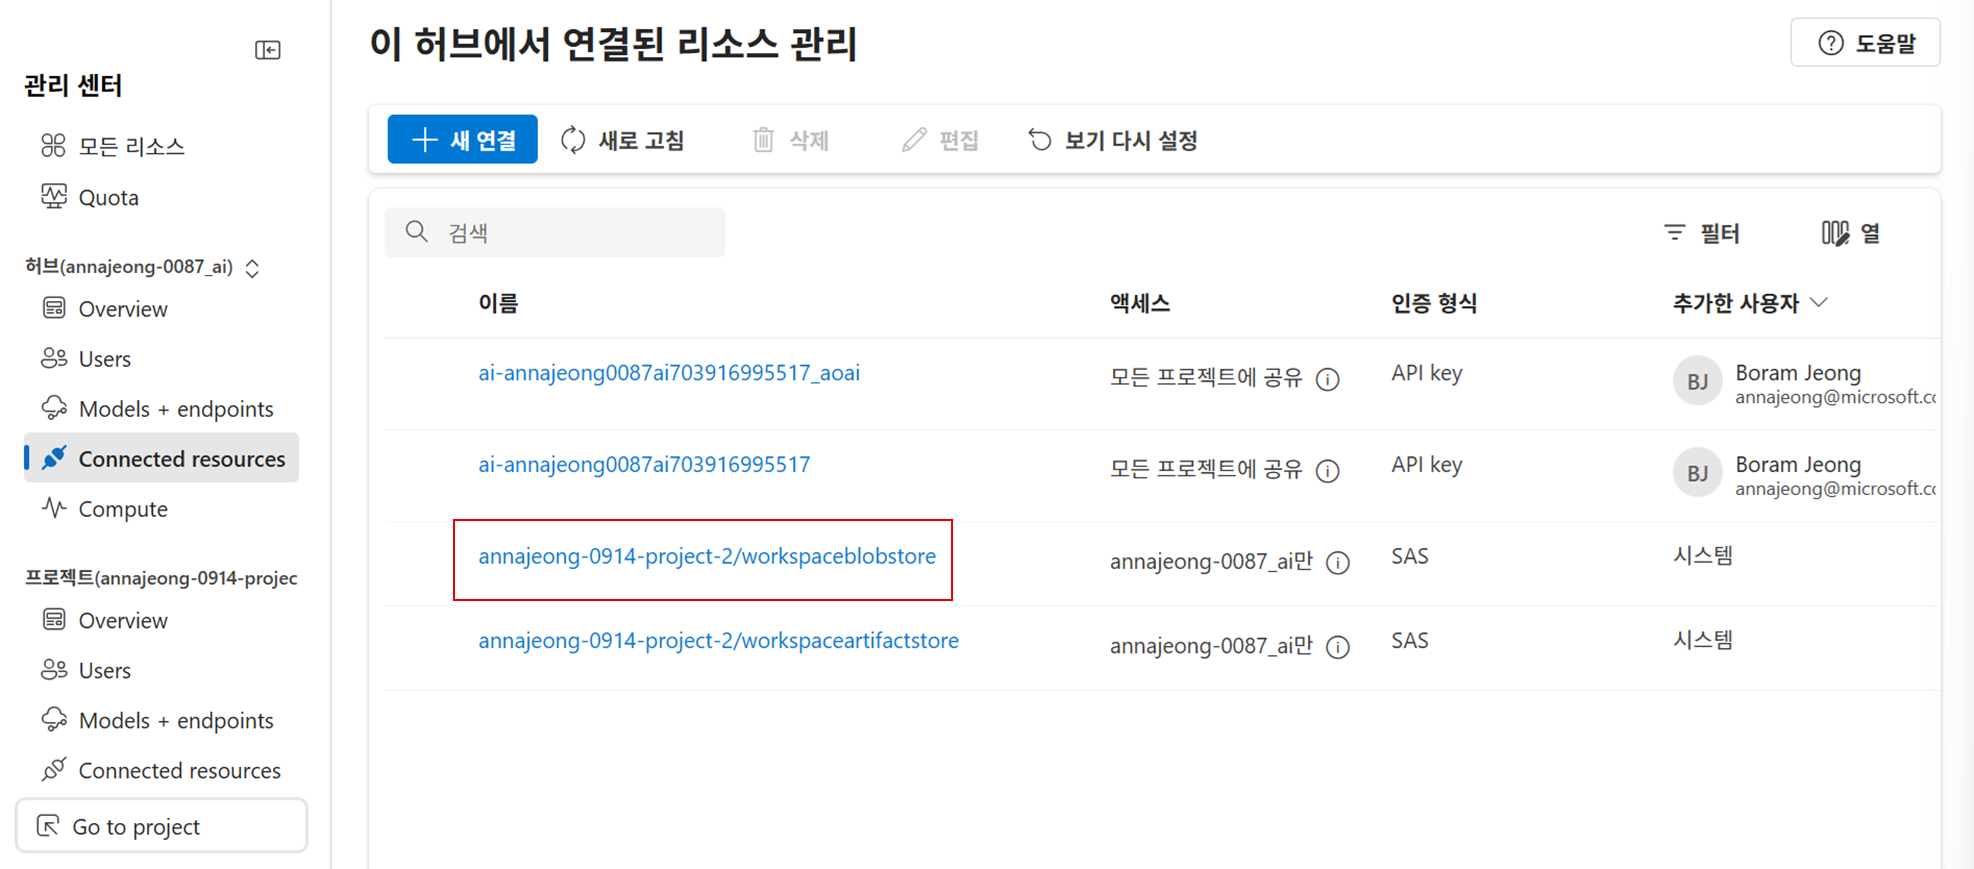 관리 센터
모든 리소스
Quota
허브(annajeong-0087_ai)
Overview
Users
Models + endpoints
Connected resources
Compute
프로젝트(annajeong-0914-projec
Overview
Users
Models + endpoints
Connected resources
Go to project
이 허브에서 연결된 리소스 관리
도움말
새 연결 새로 고침 삭제 편집 보기 다시 설정
검색 필터 열
이름 액세스 인증 형식 추가한 사용자
ai-annajeong0087ai703916995517_aoai 모든 프로젝트에 공유 API key BJ Boram Jeong
annajeong@microsoft.co
ai-annajeong0087ai703916995517 모든 프로젝트에 공유 API key BJ Boram Jeong
annajeong@microsoft.co
annajeong-0914-project-2/workspaceblobstore annajeong-0087_ai만 SAS 시스템
annajeong-0914-project-2/workspaceartifactstore annajeong-0087_ai만 SAS 시스템